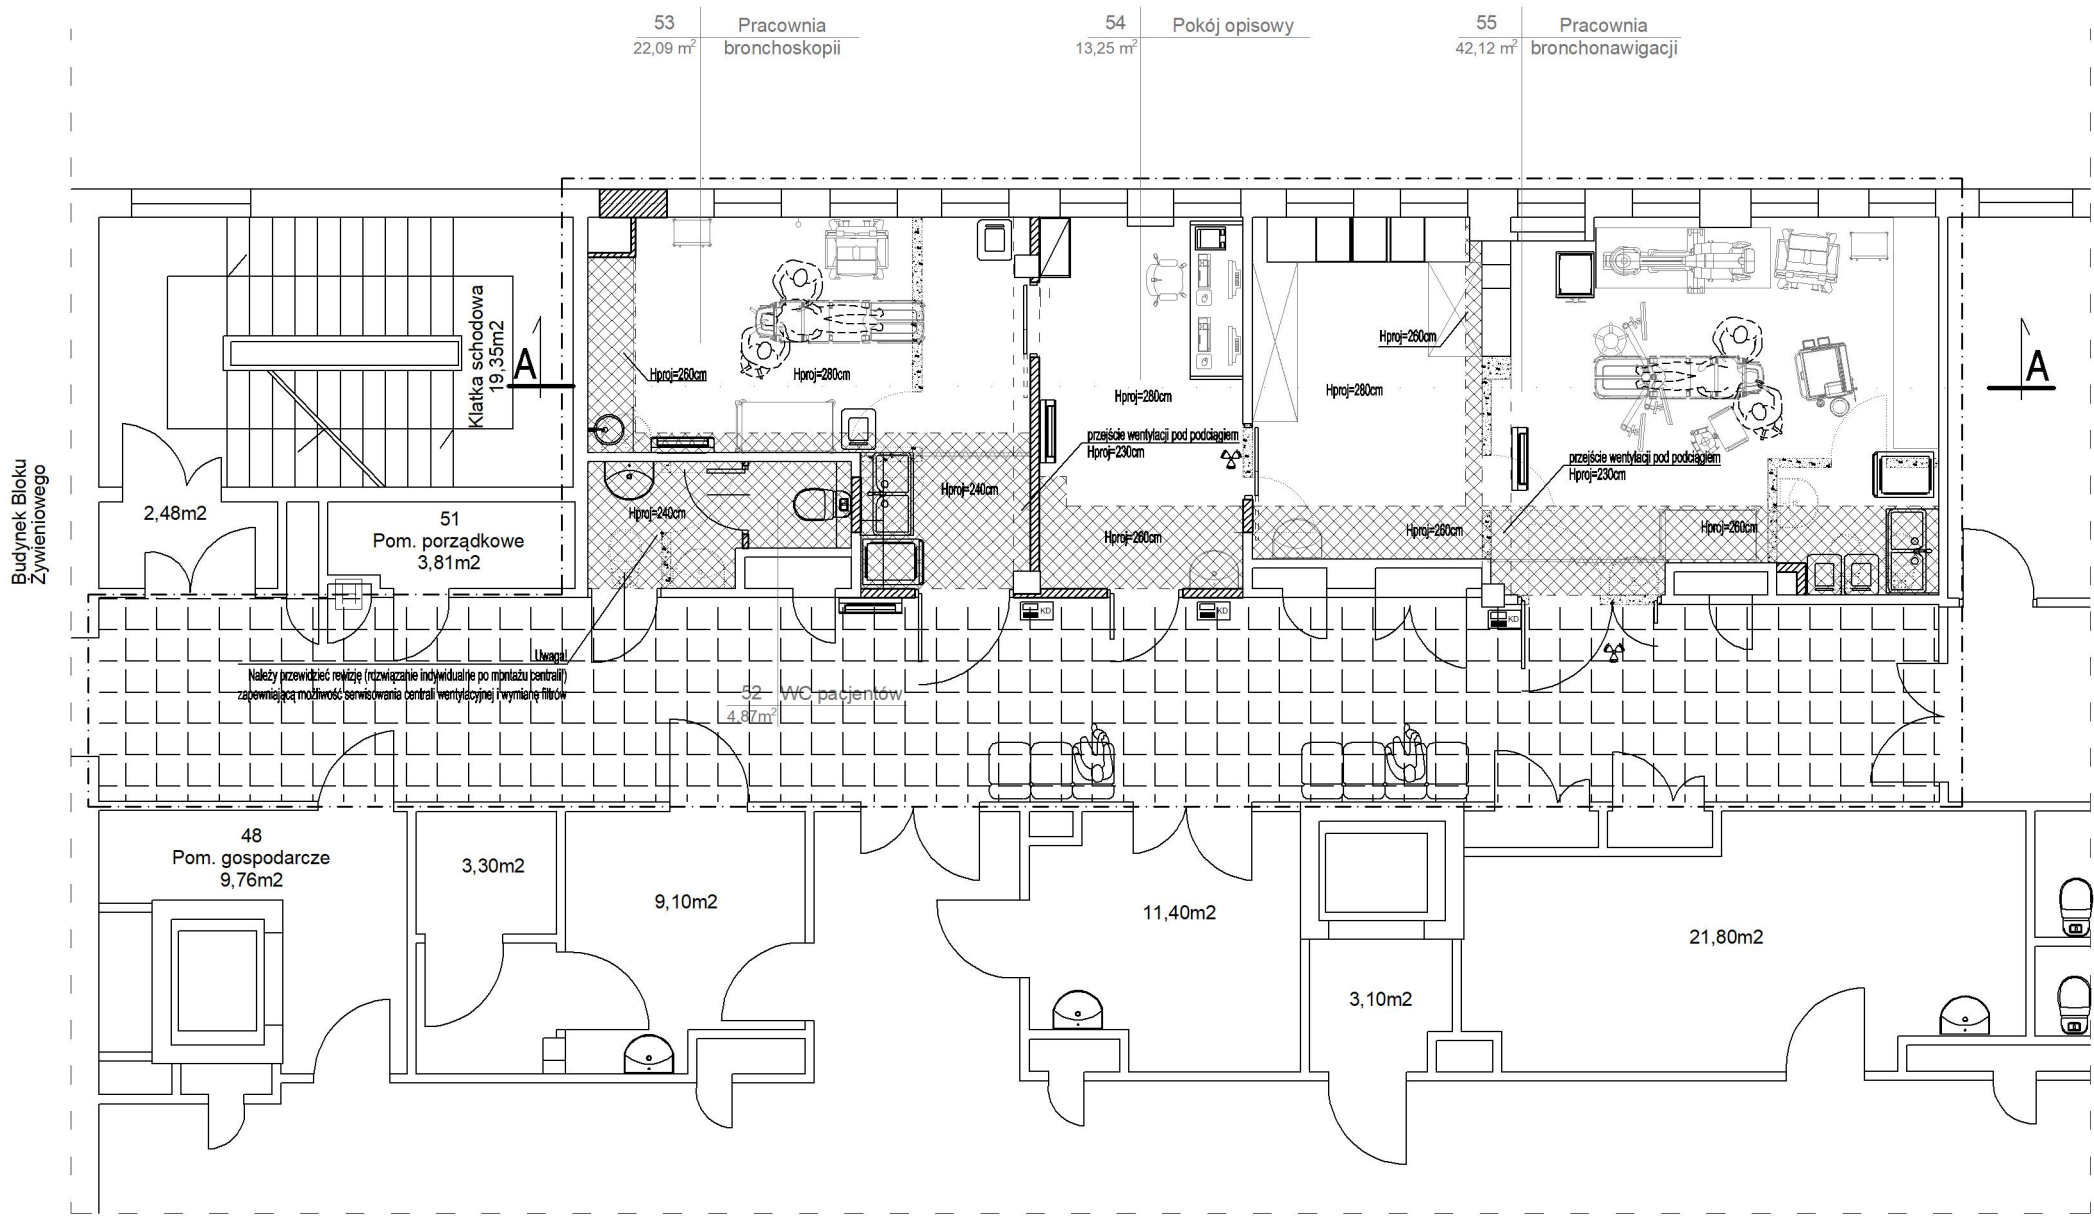 53 Pracownia
22,09 m² bronchoskopii
54 Pokój opisowy
13,25 m²
55 Pracownia
42,12 m² bronchonawigacji
Budynek Bloku
Żywieniowego
Klatka schodowa
19,35m2
A
A
Hproj=260cm
Hproj=280cm
Hproj=280cm
Hproj=260cm
Hproj=280cm
przejście wentylacji pod podciągiem
Hproj=230cm
przejście wentylacji pod podciągiem
Hproj=230cm
2,48m2
51
Pom. porządkowe
3,81m2
Hproj=240cm
Hproj=240cm
Hproj=260cm
Hproj=260cm
Hproj=260cm
KD
KD
KD
Uwaga!
Należy przewidzieć rewizję (rozwiązanie indywidualne po montażu centrali!)
zapewniającą możliwość serwisowania centrali wentylacyjnej i wymianę filtrów
52 WC pacjentów
4,87m²
48
Pom. gospodarcze
9,76m2
3,30m2
9,10m2
11,40m2
3,10m2
21,80m2